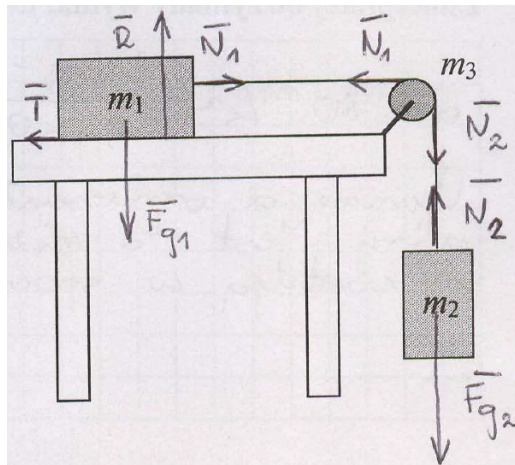 R̅ N̅₁ N̅₁ m₃
T̅ m₁ N̅₂
F̅g₁ N̅₂
m₂
F̅g₂